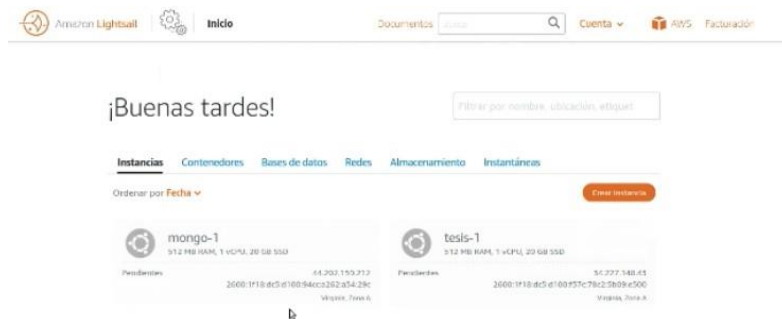 Amazon Lightsail Inicio Documentos Cuenta AWS Facturación
¡Buenas tardes!
Filtrar por nombre, ubicación, etiquet
Instancias Contenedores Bases de datos Redes Almacenamiento Instantáneas
Ordenar por Fecha Crear instancia
mongo-1 tesis-1
512 MB RAM, 1 vCPU, 20 GB SSD 512 MB RAM, 1 vCPU, 20 GB SSD
Pendientes Pendientes
Virginia, Zona A Virginia, Zona A